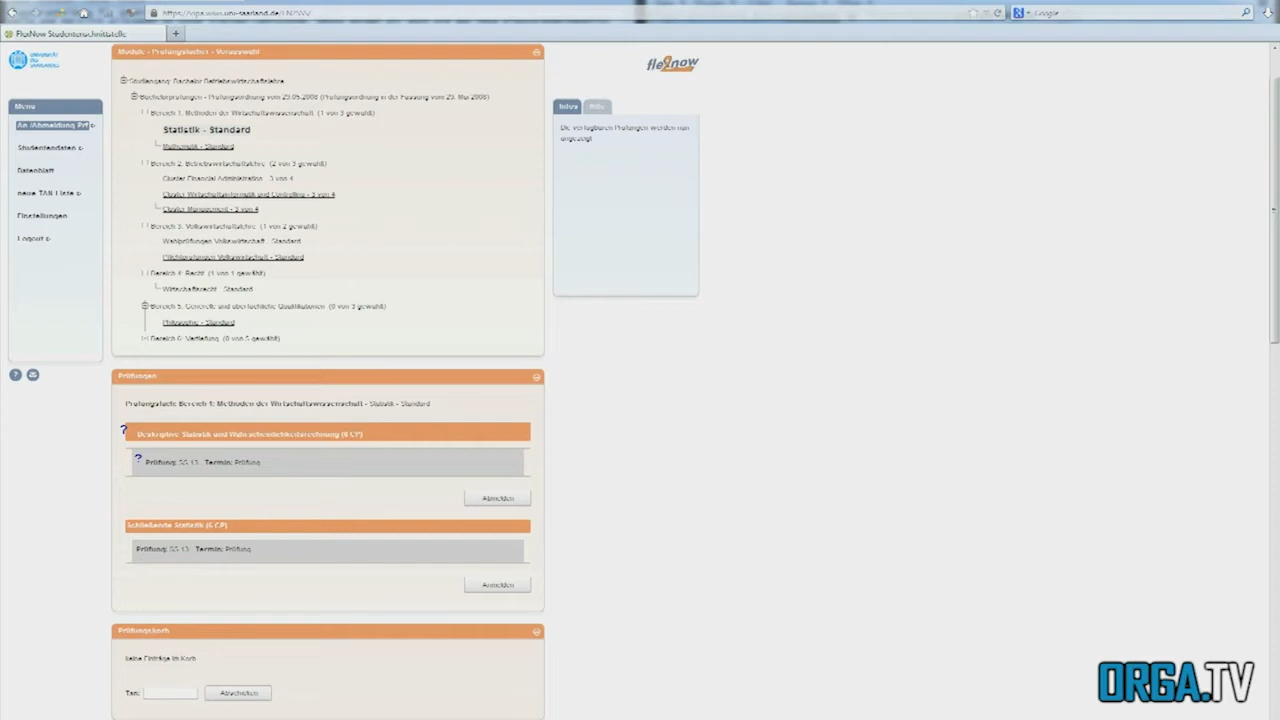 Google
FlexNow Studentenschnittstelle
UNIVERSITÄT DES SAARLANDES
Module - Prüfungsfächer - Vorauswahl
flexnow
Studiengang: Bachelor Betriebswirtschaftslehre
Bachelorprüfungen - Prüfungsordnung vom 29.05.2008 (Prüfungsordnung in der Fassung vom 29. Mai 2008)
Bereich 1: Methoden der Wirtschaftswissenschaft (1 von 3 gewählt)
Statistik - Standard
Mathematik - Standard
Bereich 2: Betriebswirtschaftslehre (2 von 3 gewählt)
Cluster Financial Administration - 3 von 4
Cluster Wirtschaftsinformatik und Controlling - 3 von 4
Cluster Management - 3 von 4
Bereich 3: Volkswirtschaftslehre (1 von 2 gewählt)
Wahlprüfungen Volkswirtschaft - Standard
Pflichtprüfungen Volkswirtschaft - Standard
Bereich 4: Recht (1 von 1 gewählt)
Wirtschaftsrecht - Standard
Bereich 5: Generelle und überfachliche Qualifikationen (0 von 3 gewählt)
Philosophie - Standard
Bereich 6: Vertiefung (0 von 5 gewählt)
Menu
An-/Abmeldung Prf
Studentendaten
Datenblatt
neue TAN Liste
Einstellungen
Logout
Infos
Hilfe
Die verfügbaren Prüfungen werden nun
angezeigt
Prüfungen
Prüfungsfach: Bereich 1: Methoden der Wirtschaftswissenschaft - Statistik - Standard
? Deskriptive Statistik und Wahrscheinlichkeitsrechnung (6 CP)
? Prüfung: SS 13 Termin: Prüfung
Abmelden
Schließende Statistik (6 CP)
Prüfung: SS 13 Termin: Prüfung
Anmelden
Prüfungskorb
keine Einträge im Korb
Tan:
Abschicken
ORGA.TV